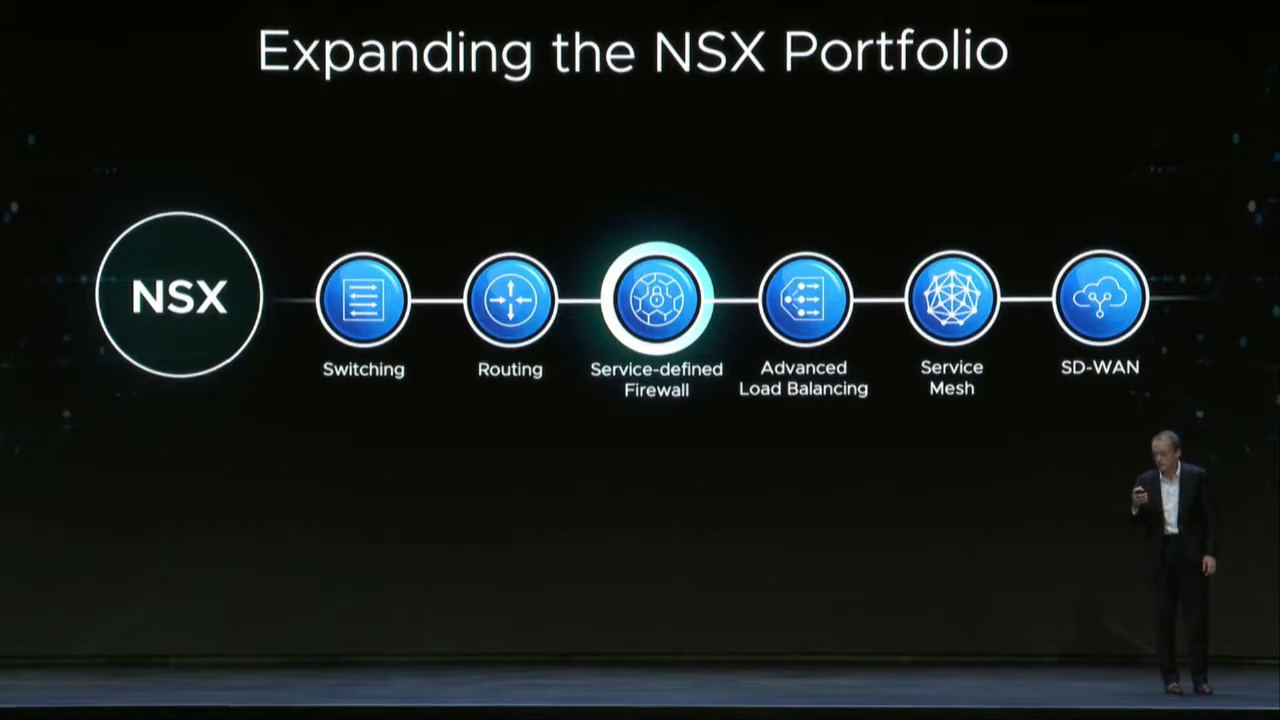 Expanding the NSX Portfolio
NSX
Switching
Routing
Service-defined
Firewall
Advanced
Load Balancing
Service
Mesh
SD-WAN